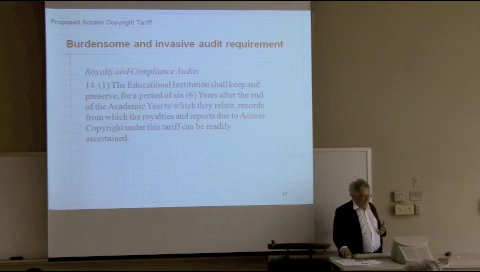 Proposed Access Copyright Tariff
Burdensome and invasive audit requirement
Royalty and Compliance Audits
14. (1) The Educational Institution shall keep and
preserve, for a period of six (6) Years after the end
of the Academic Year to which they relate, records
from which the royalties and reports due to Access
Copyright under this tariff can be readily
ascertained.